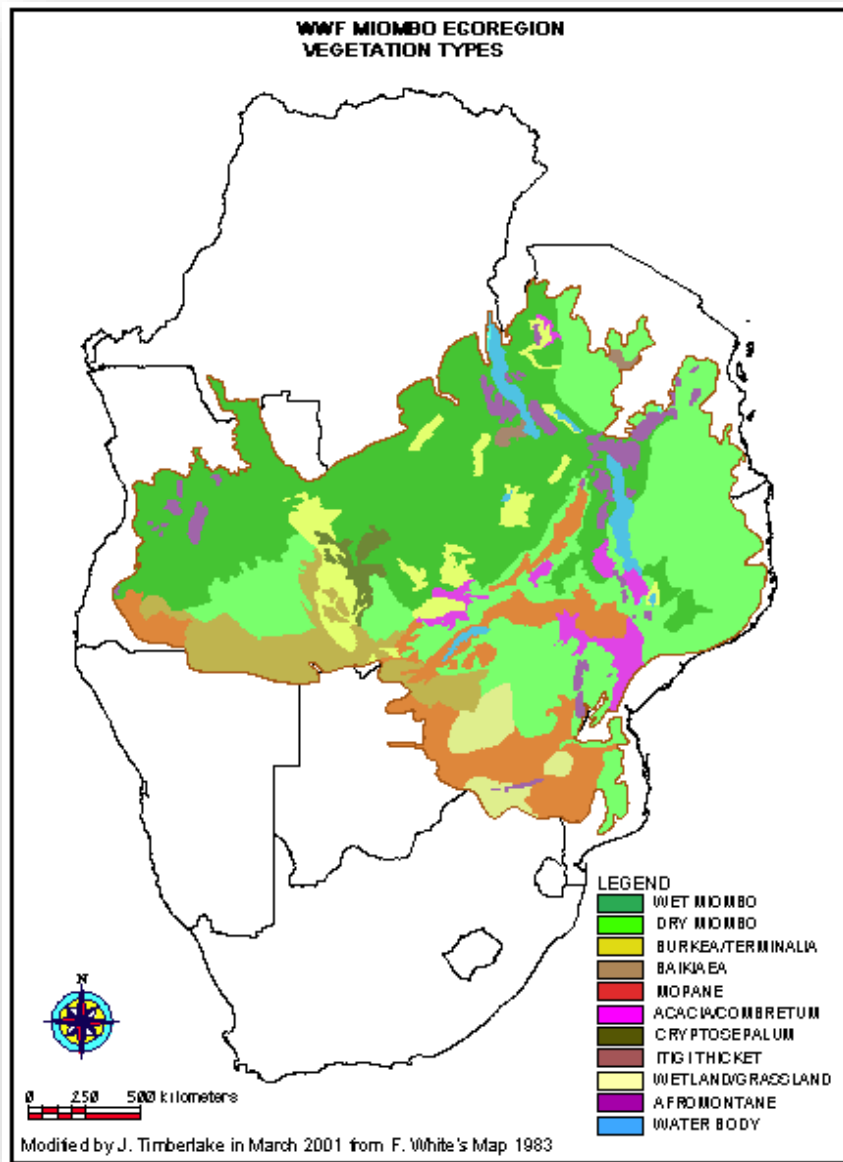 WWF MIOMBO ECOREGION
VEGETATION TYPES
LEGEND
WET MIOMBO
DRY MIOMBO
BURKEA/TERMINALIA
BAIKIAEA
MOPANE
ACACIA/COMBRETUM
CRYPTOSEPALUM
ITIGI THICKET
WETLAND/GRASSLAND
AFROMONTANE
WATER BODY
N
0 250 500 kilometers
Modified by J. Timberlake in March 2001 from F. White's Map 1983